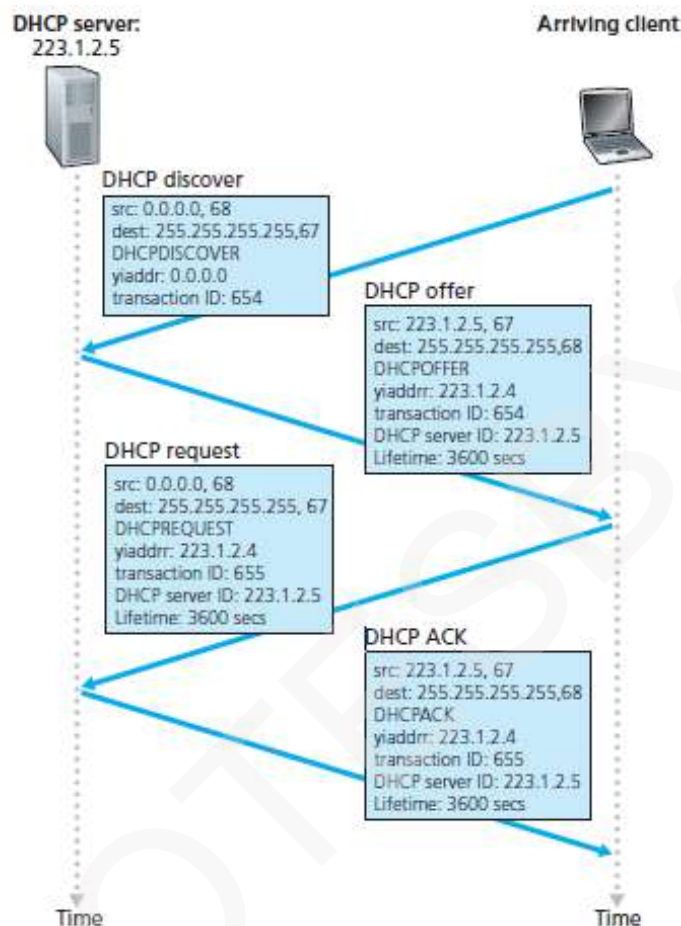 DHCP server:
223.1.2.5
Arriving client
DHCP discover
src: 0.0.0.0, 68
dest: 255.255.255.255,67
DHCPDISCOVER
yiaddr: 0.0.0.0
transaction ID: 654
DHCP offer
src: 223.1.2.5, 67
dest: 255.255.255.255,68
DHCPOFFER
yiaddrr: 223.1.2.4
transaction ID: 654
DHCP server ID: 223.1.2.5
Lifetime: 3600 secs
DHCP request
src: 0.0.0.0, 68
dest: 255.255.255.255, 67
DHCPREQUEST
yiaddrr: 223.1.2.4
transaction ID: 655
DHCP server ID: 223.1.2.5
Lifetime: 3600 secs
DHCP ACK
src: 223.1.2.5, 67
dest: 255.255.255.255,68
DHCPACK
yiaddrr: 223.1.2.4
transaction ID: 655
DHCP server ID: 223.1.2.5
Lifetime: 3600 secs
Time
Time